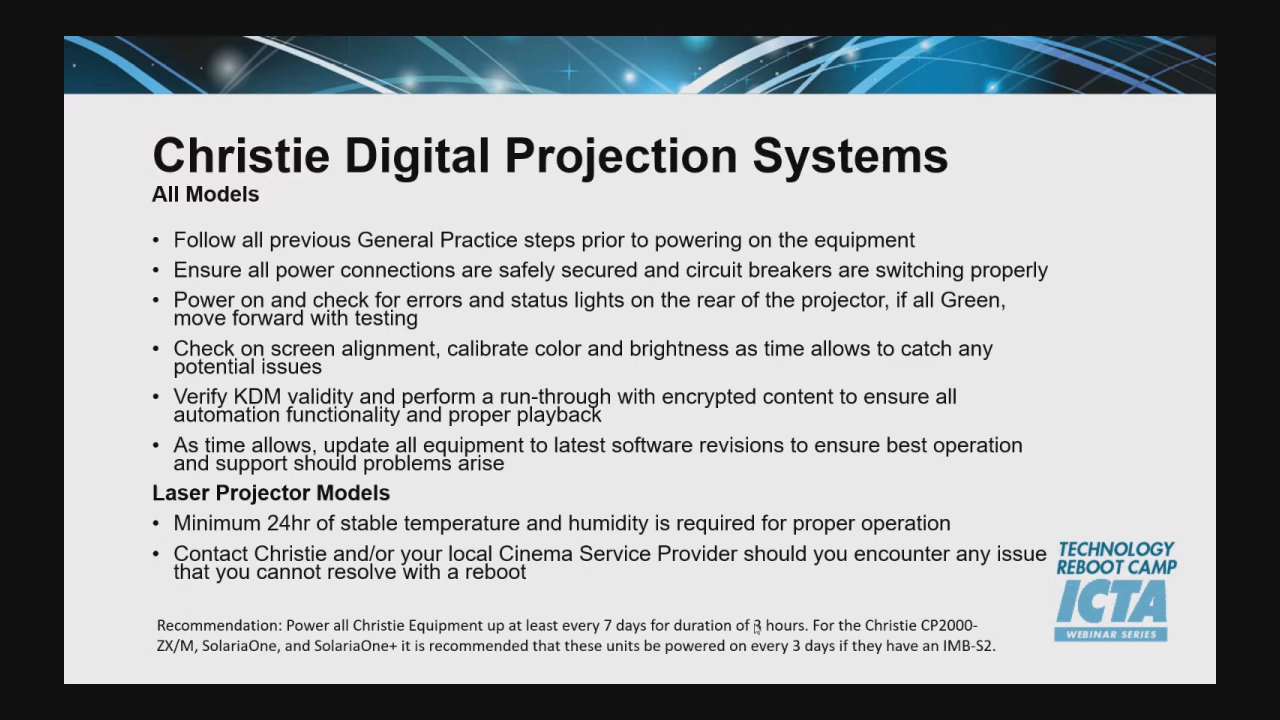 Christie Digital Projection Systems
All Models
• Follow all previous General Practice steps prior to powering on the equipment
• Ensure all power connections are safely secured and circuit breakers are switching properly
• Power on and check for errors and status lights on the rear of the projector, if all Green,
move forward with testing
• Check on screen alignment, calibrate color and brightness as time allows to catch any
potential issues
• Verify KDM validity and perform a run-through with encrypted content to ensure all
automation functionality and proper playback
• As time allows, update all equipment to latest software revisions to ensure best operation
and support should problems arise
Laser Projector Models
• Minimum 24hr of stable temperature and humidity is required for proper operation
• Contact Christie and/or your local Cinema Service Provider should you encounter any issue
that you cannot resolve with a reboot
TECHNOLOGY
REBOOT CAMP
ICTA
WEBINAR SERIES
Recommendation: Power all Christie Equipment up at least every 7 days for duration of 3 hours. For the Christie CP2000-
ZX/M, SolariaOne, and SolariaOne+ it is recommended that these units be powered on every 3 days if they have an IMB-S2.